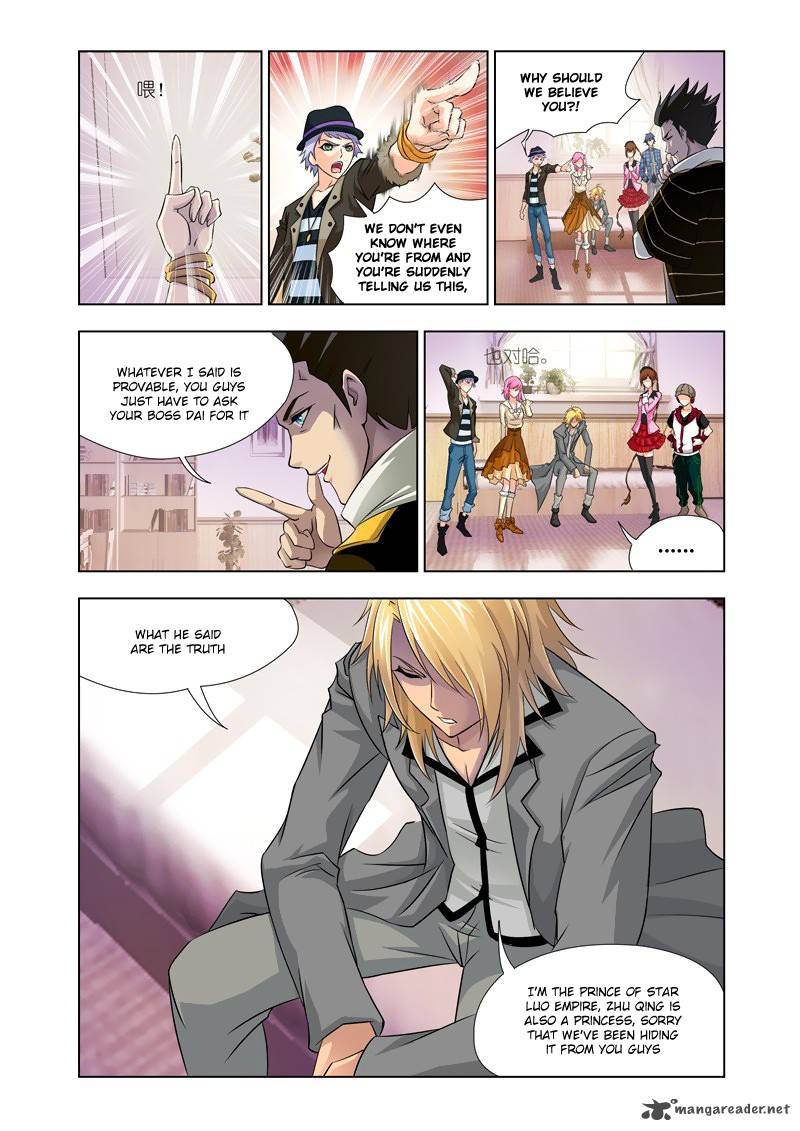 喂！
WE DON'T EVEN
KNOW WHERE
YOU'RE FROM AND
YOU'RE SUDDENLY
TELLING US THIS,
WHY SHOULD
WE BELIEVE
YOU?!
WHATEVER I SAID IS
PROVABLE, YOU GUYS
JUST HAVE TO ASK
YOUR BOSS DAI FOR IT
也对哈。
......
WHAT HE SAID
ARE THE TRUTH
I'M THE PRINCE OF STAR
LUO EMPIRE, ZHU QING IS
ALSO A PRINCESS, SORRY
THAT WE'VE BEEN HIDING
IT FROM YOU GUYS
mangareader.net